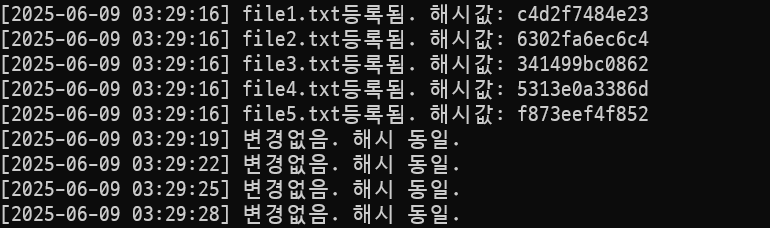 [2025-06-09 03:29:16] file1.txt등록됨. 해시값: c4d2f7484e23
[2025-06-09 03:29:16] file2.txt등록됨. 해시값: 6302fa6ec6c4
[2025-06-09 03:29:16] file3.txt등록됨. 해시값: 341499bc0862
[2025-06-09 03:29:16] file4.txt등록됨. 해시값: 5313e0a3386d
[2025-06-09 03:29:16] file5.txt등록됨. 해시값: f873eef4f852
[2025-06-09 03:29:19] 변경없음. 해시 동일.
[2025-06-09 03:29:22] 변경없음. 해시 동일.
[2025-06-09 03:29:25] 변경없음. 해시 동일.
[2025-06-09 03:29:28] 변경없음. 해시 동일.